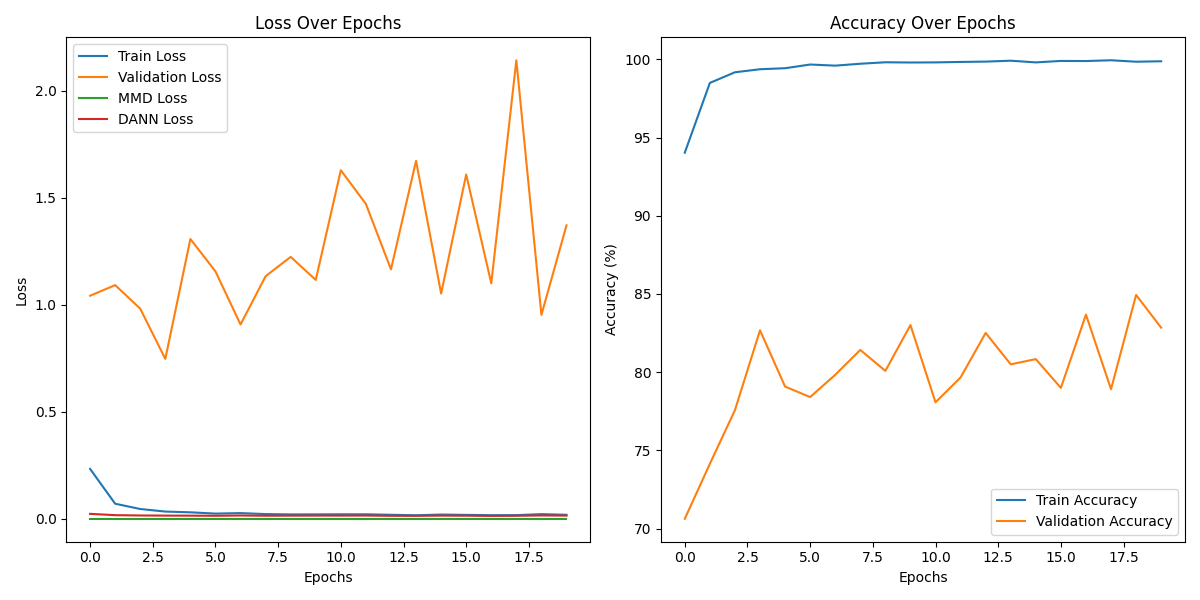 Loss Over Epochs
Train Loss
Validation Loss
MMD Loss
DANN Loss
2.0
1.5
1.0
0.5
0.0
Loss
0.0 2.5 5.0 7.5 10.0 12.5 15.0 17.5
Epochs
Accuracy Over Epochs
100
95
90
85
80
75
70
Accuracy (%)
Train Accuracy
Validation Accuracy
0.0 2.5 5.0 7.5 10.0 12.5 15.0 17.5
Epochs